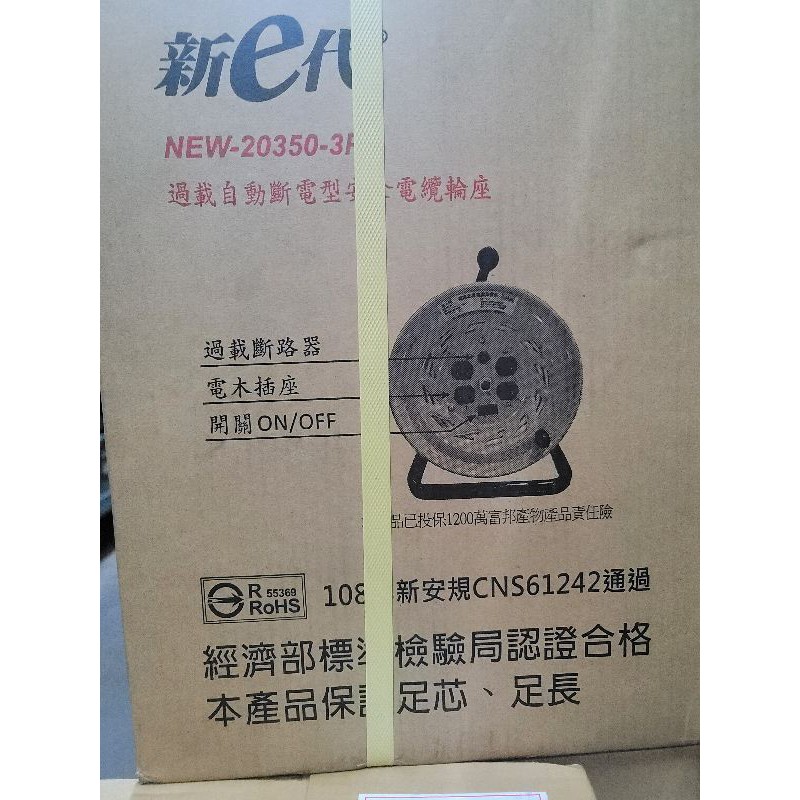 新e代®
NEW-20350-3
過載自動斷電型安全電纜輪座
過載斷路器
電木插座
開關ON/OFF
品已投保1200萬富邦產物產品責任險
R 55369
RoHS
108 新安規CNS61242通過
經濟部標準檢驗局認證合格
本產品保證足芯、足長